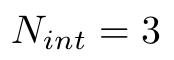 N_{int} = 3